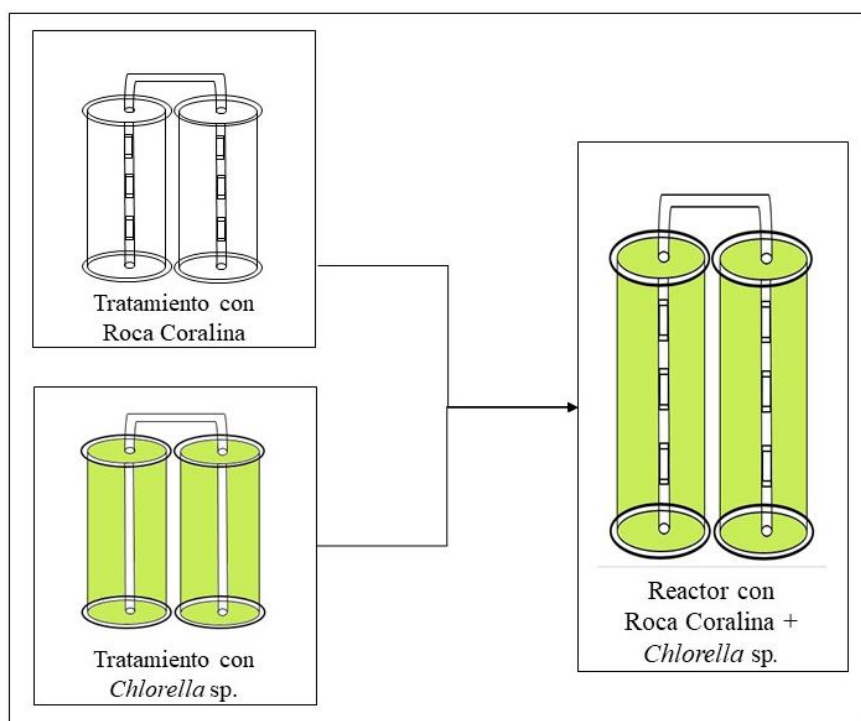 Tratamiento con
Roca Coralina
Tratamiento con
Chlorella sp.
Reactor con
Roca Coralina +
Chlorella sp.